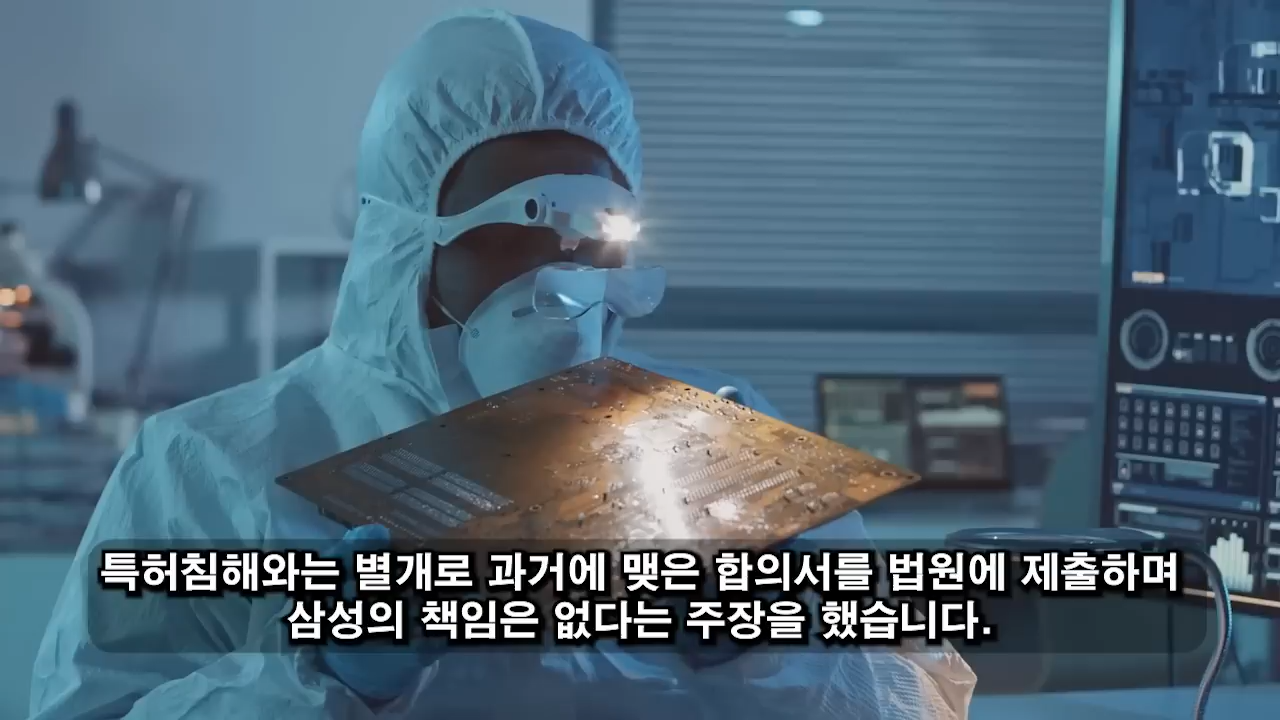 특허침해와는 별개로 과거에 맺은 합의서를 법원에 제출하며
삼성의 책임은 없다는 주장을 했습니다.